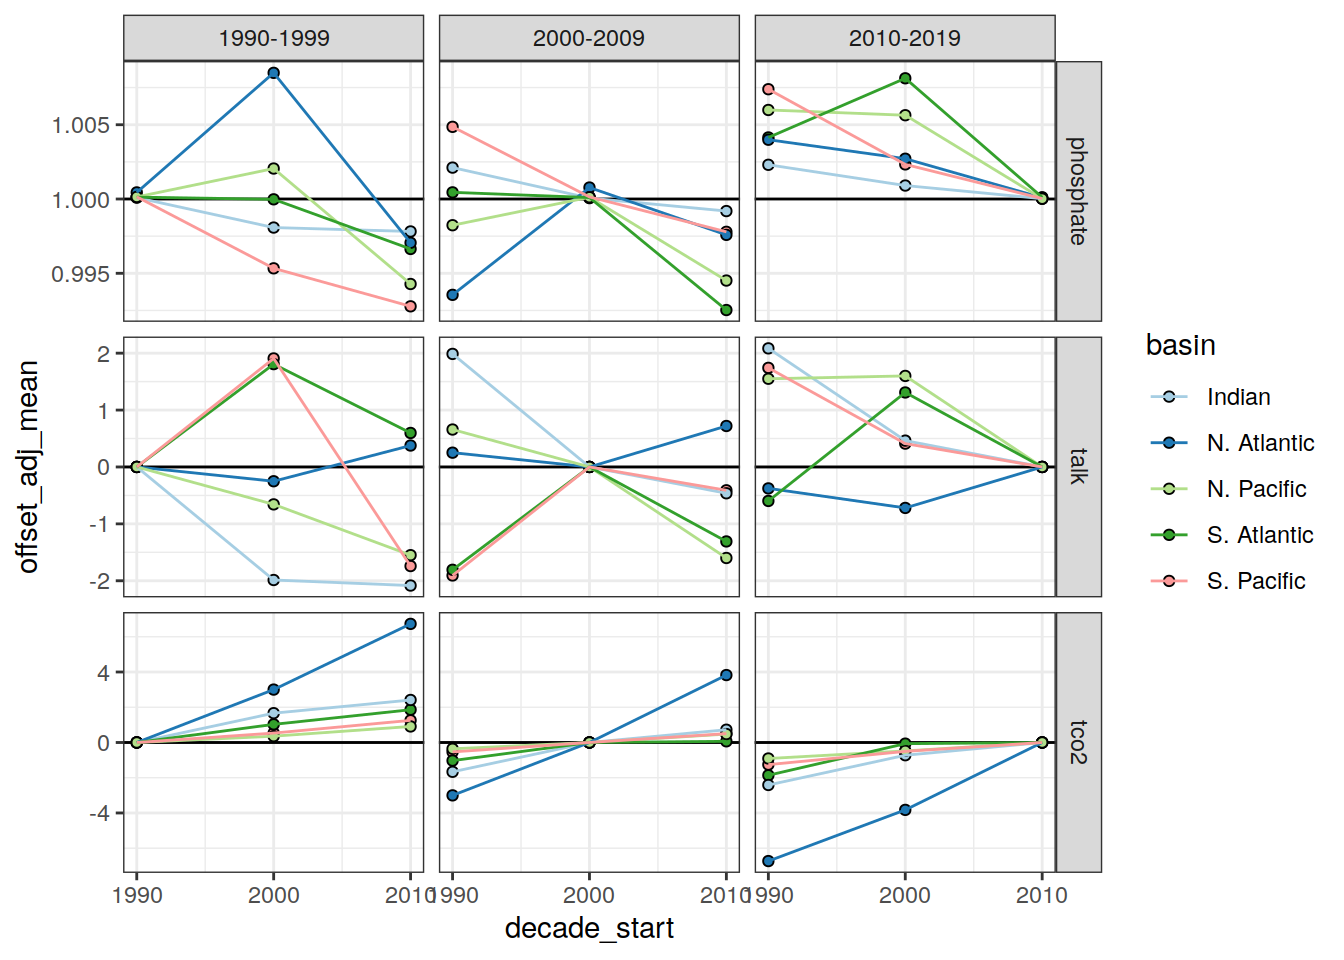 1990-1999 2000-2009 2010-2019
1.005
1.000
0.995
phosphate
2
1
0
-1
-2
talk
4
0
-4
tco2
1990 2000 2010 1990 2000 2010 1990 2000 2010
decade_start
offset_adj_mean
basin
Indian
N. Atlantic
N. Pacific
S. Atlantic
S. Pacific